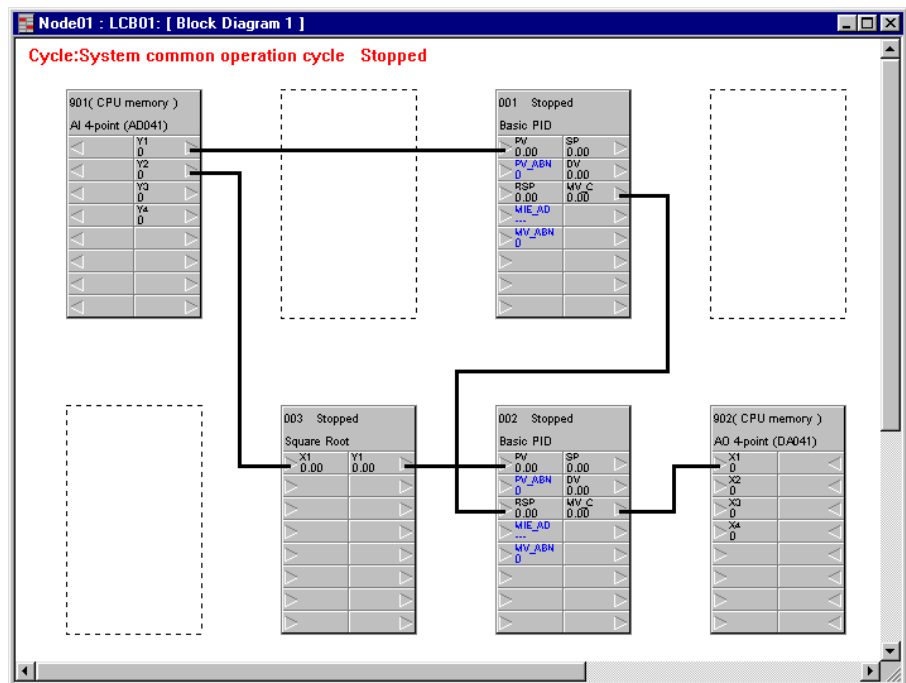 Node01 : LCB01: [ Block Diagram 1 ]
Cycle:System common operation cycle Stopped
901( CPU memory )
AI 4-point (AD041)
Y1
0
Y2
0
Y3
0
Y4
0
001 Stopped
Basic PID
PV SP
0.00 0.00
PV_ABN DV
0 0.00
RSP MV_C
0.00 0.00
MIE_AD
---
MV_ABN
0
003 Stopped
Square Root
X1 Y1
0.00 0.00
002 Stopped
Basic PID
PV SP
0.00 0.00
PV_ABN DV
0 0.00
RSP MV_C
0.00 0.00
MIE_AD
---
MV_ABN
0
902( CPU memory )
AO 4-point (DA041)
X1
0
X2
0
X3
0
X4
0